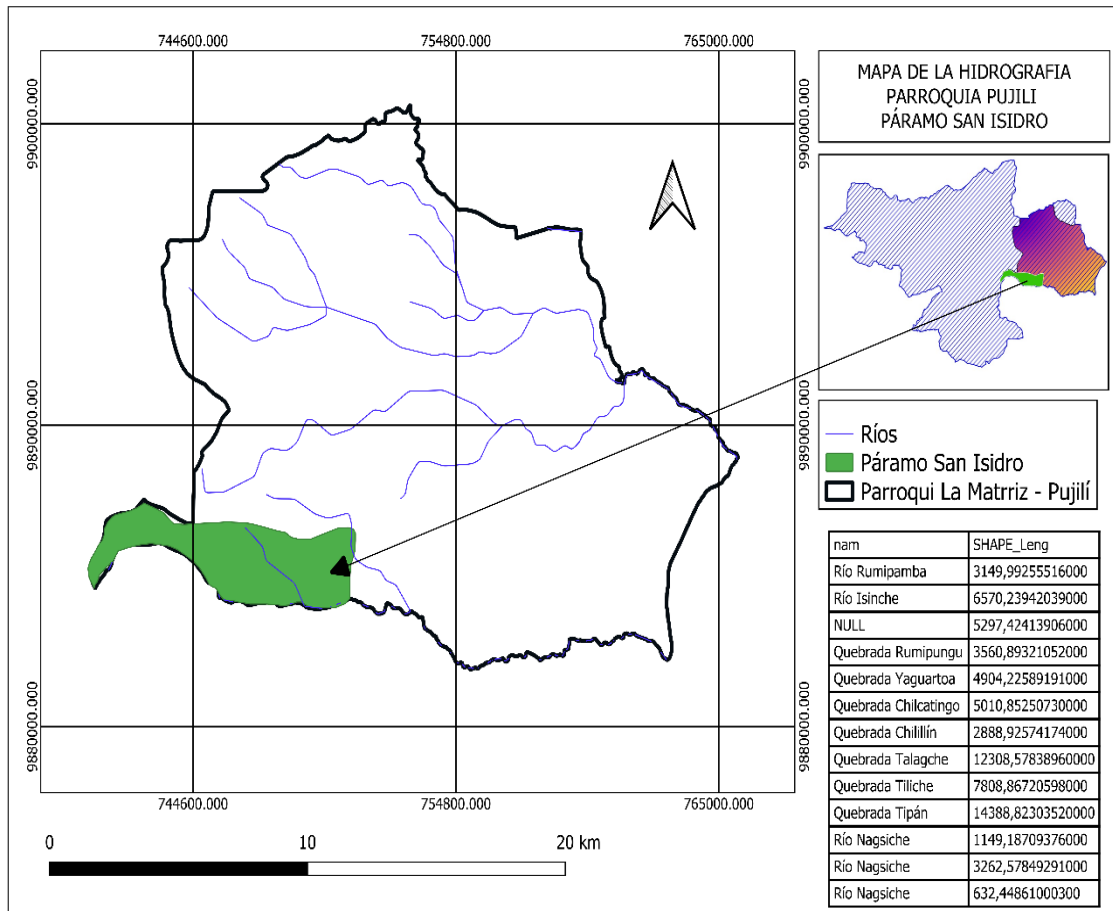 744600.000 754800.000 765000.000
9900000.000 9900000.000
9890000.000 9890000.000
9880000.000 9880000.000
744600.000 754800.000 765000.000
0 10 20 km
MAPA DE LA HIDROGRAFIA
PARROQUIA PUJILI
PÁRAMO SAN ISIDRO
Ríos
Páramo San Isidro
Parroqui La Matrriz - Pujilí
nam SHAPE_Leng
Río Rumipamba 3149,99255516000
Río Isinche 6570,23942039000
NULL 5297,42413906000
Quebrada Rumipungu 3560,89321052000
Quebrada Yaguartoa 4904,22589191000
Quebrada Chilcatingo 5010,85250730000
Quebrada Chilillín 2888,92574174000
Quebrada Talagche 12308,57838960000
Quebrada Tiliche 7808,86720598000
Quebrada Tipán 14388,82303520000
Río Nagsiche 1149,18709376000
Río Nagsiche 3262,57849291000
Río Nagsiche 632,44861000300